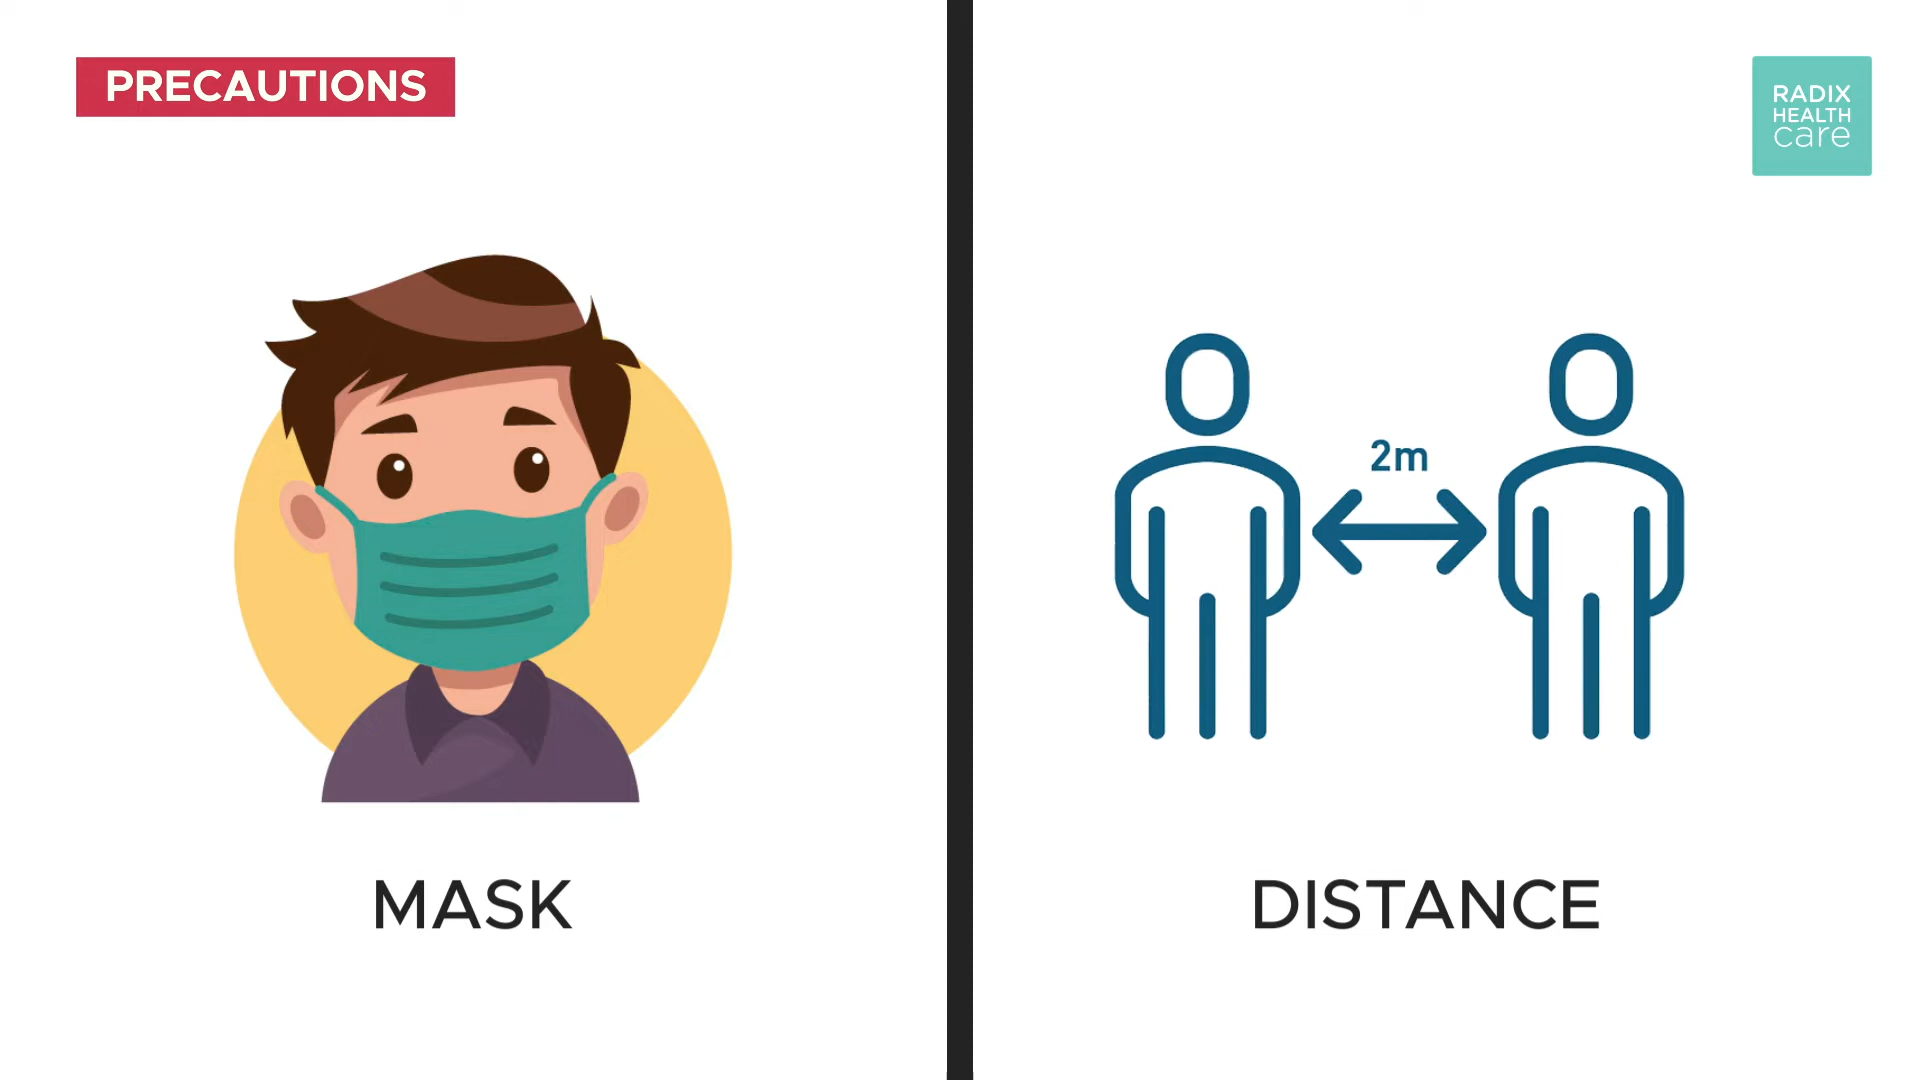 PRECAUTIONS
RADIX
HEALTH
care
2m
MASK
DISTANCE